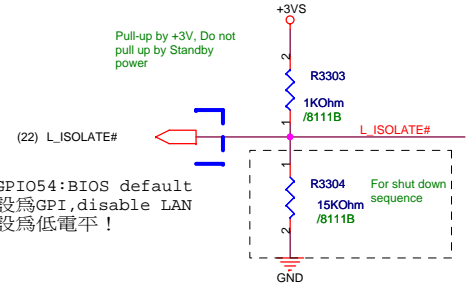 +3VS
Pull-up by +3V, Do not
pull up by Standby
power
2
R3303
1KOhm
/8111B
1
(22) L_ISOLATE#
L_ISOLATE#
1
GPIO54:BIOS default
設爲GPI,disable LAN
設爲低電平!
R3304
15KOhm
/8111B
2
For shut down
sequence
GND